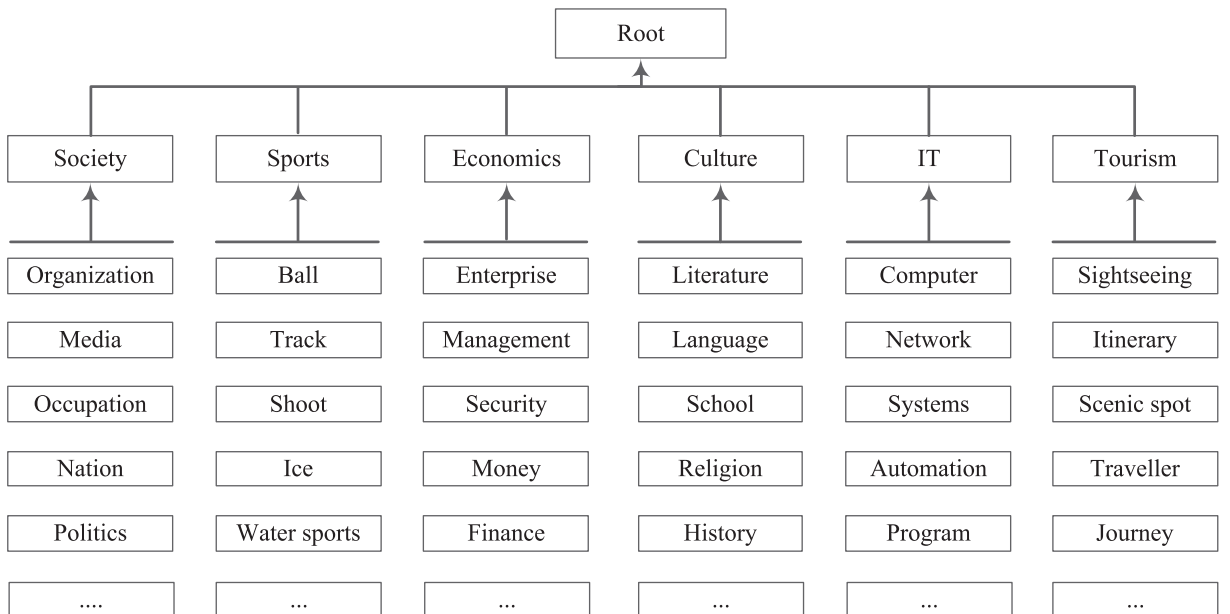 Root
Society Sports Economics Culture IT Tourism
Organization Ball Enterprise Literature Computer Sightseeing
Media Track Management Language Network Itinerary
Occupation Shoot Security School Systems Scenic spot
Nation Ice Money Religion Automation Traveller
Politics Water sports Finance History Program Journey
.... ... ... ... ... ...